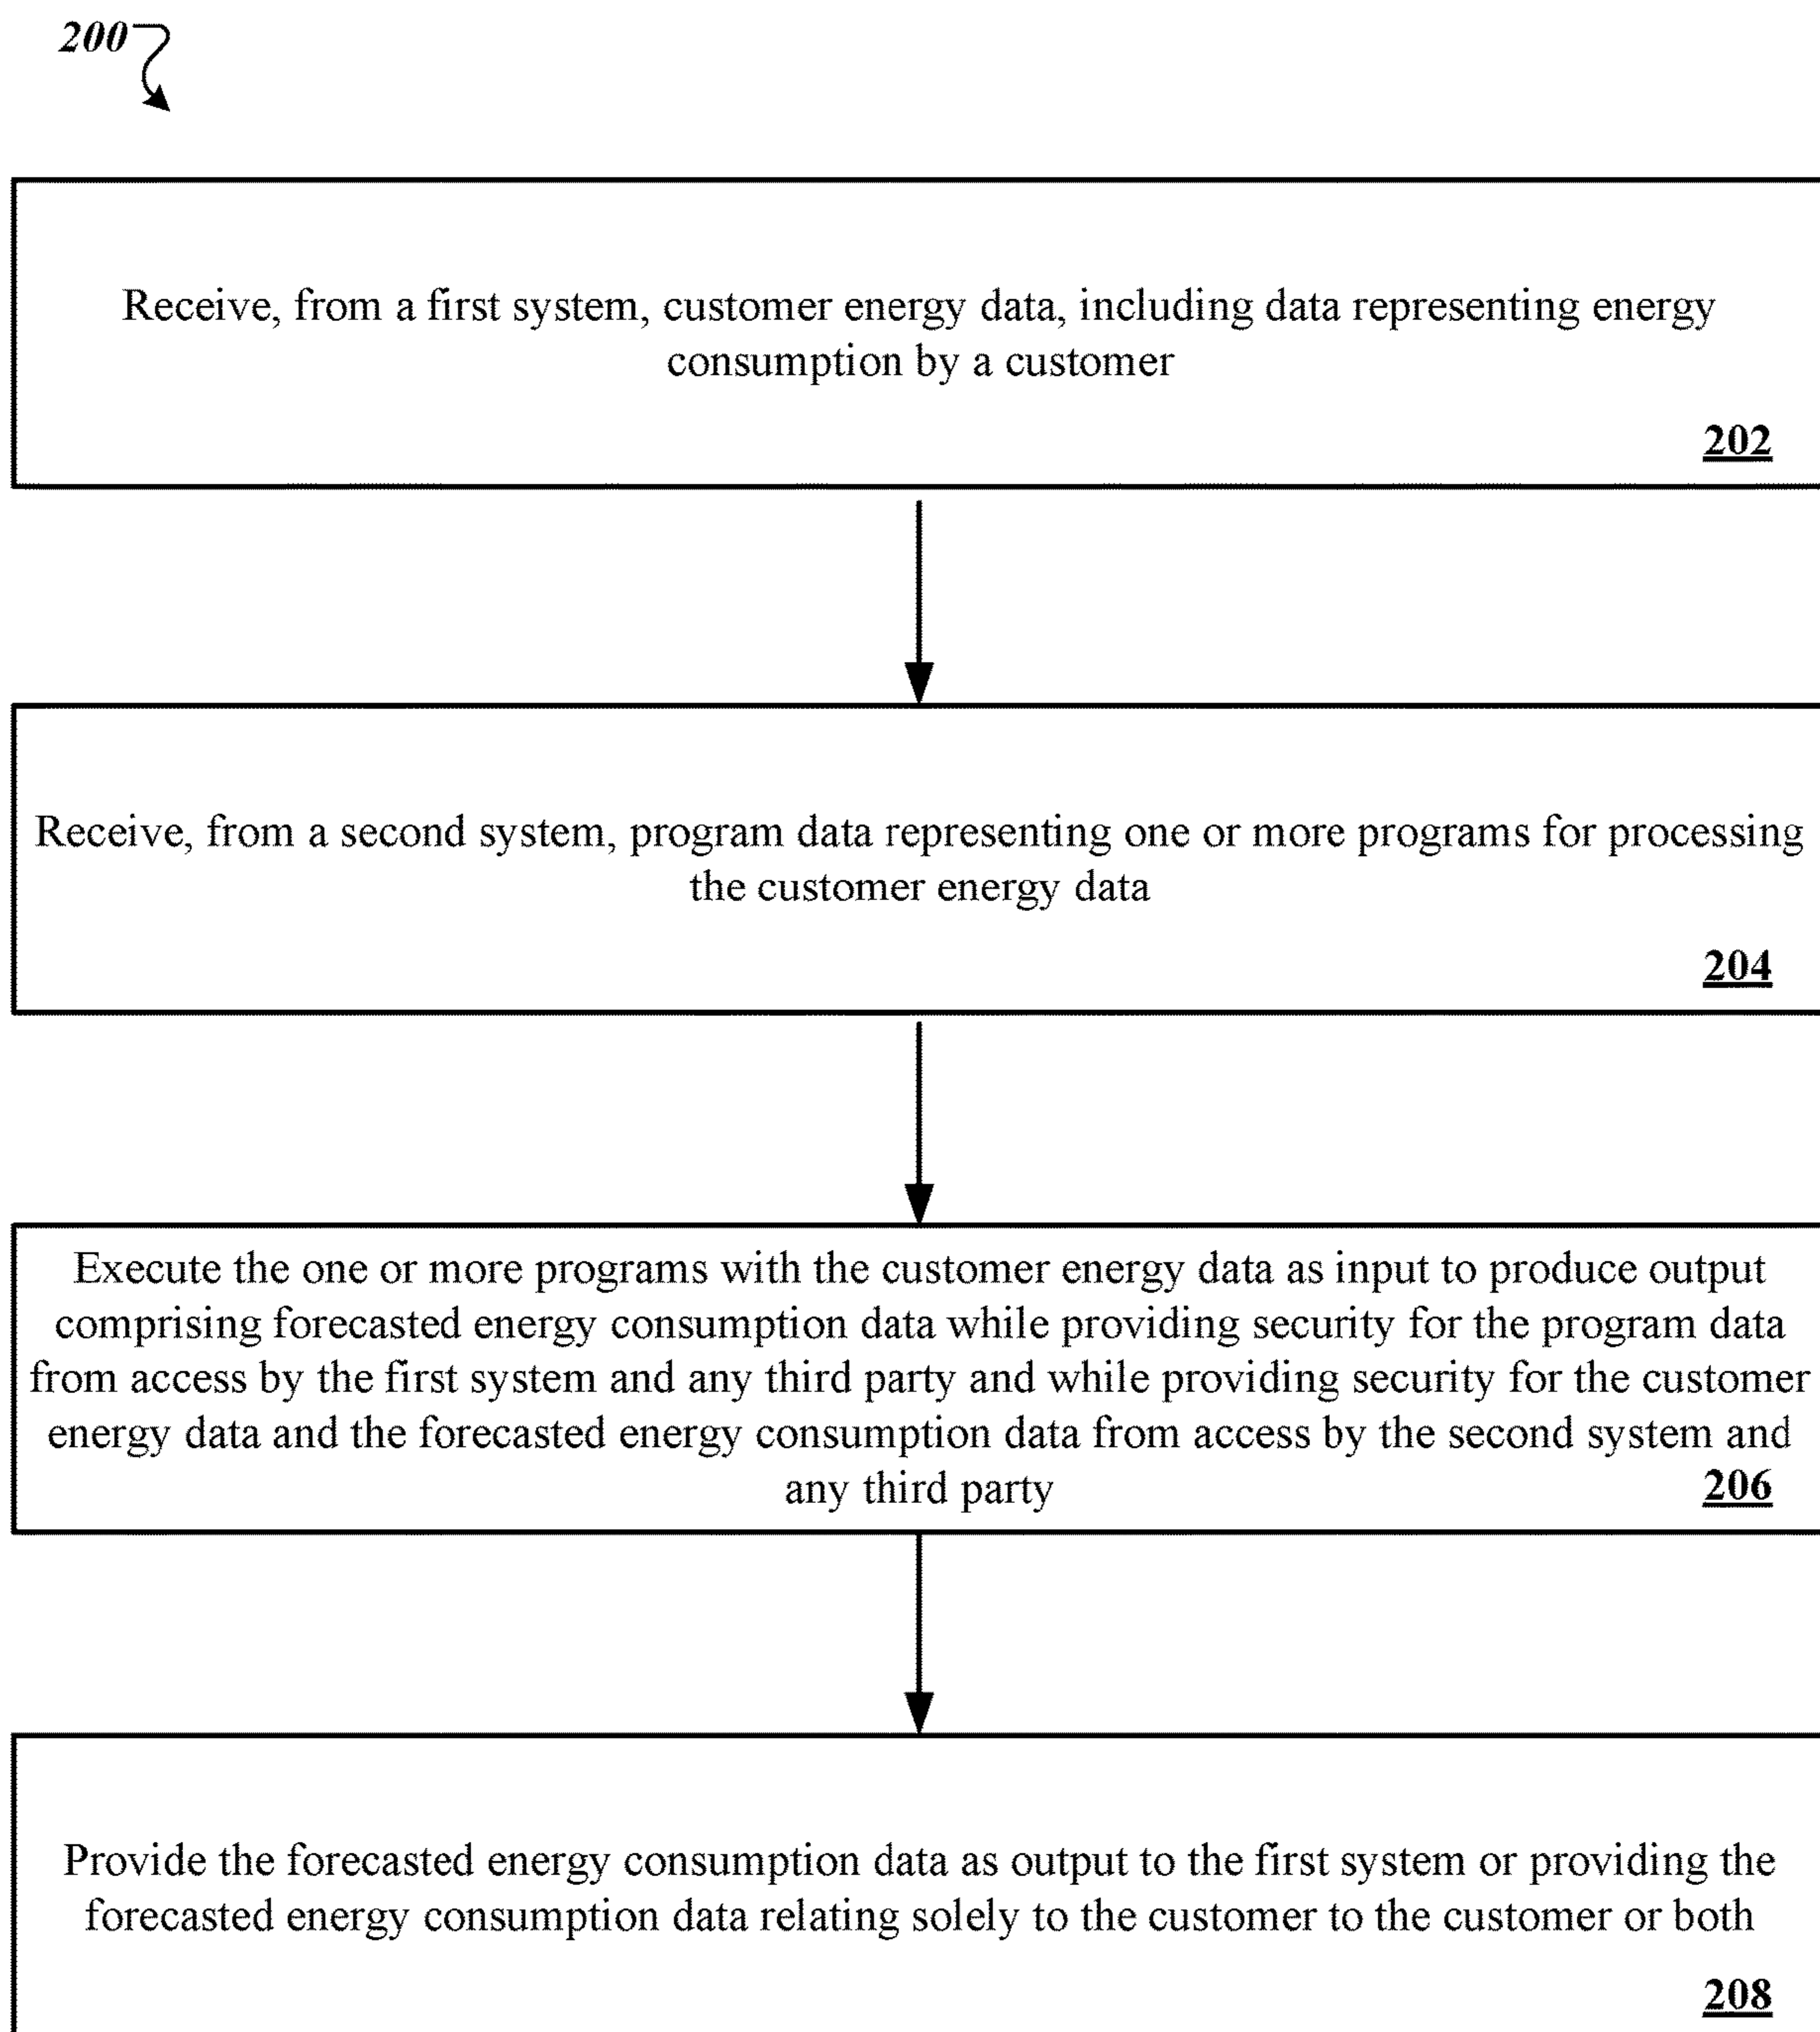 200
Receive, from a first system, customer energy data, including data representing energy
consumption by a customer
202
Receive, from a second system, program data representing one or more programs for processing
the customer energy data
204
Execute the one or more programs with the customer energy data as input to produce output
comprising forecasted energy consumption data while providing security for the program data
from access by the first system and any third party and while providing security for the customer
energy data and the forecasted energy consumption data from access by the second system and
any third party
206
Provide the forecasted energy consumption data as output to the first system or providing the
forecasted energy consumption data relating solely to the customer to the customer or both
208